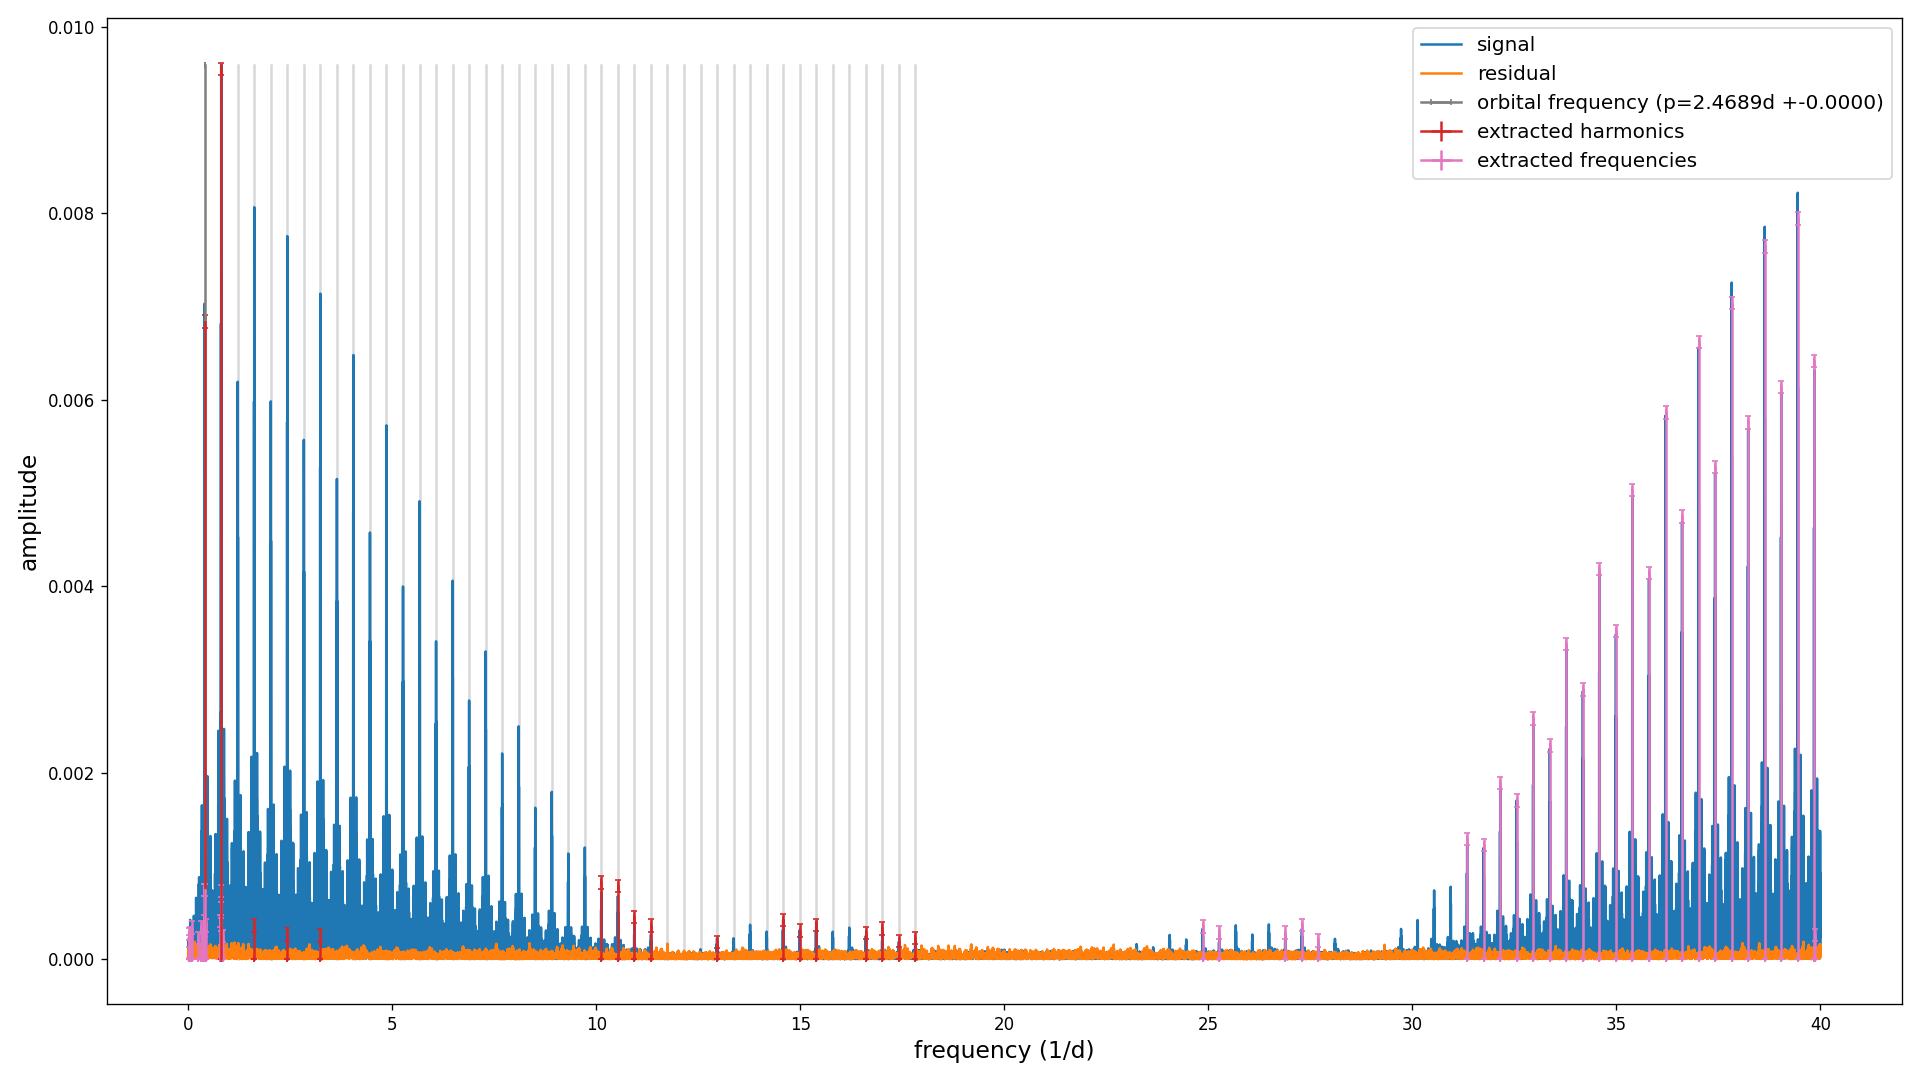 0.010
0.008
0.006
0.004
0.002
0.000
amplitude
0
5
10
15
20
25
30
35
40
frequency (1/d)
signal
residual
orbital frequency (p=2.4689d +-0.0000)
extracted harmonics
extracted frequencies